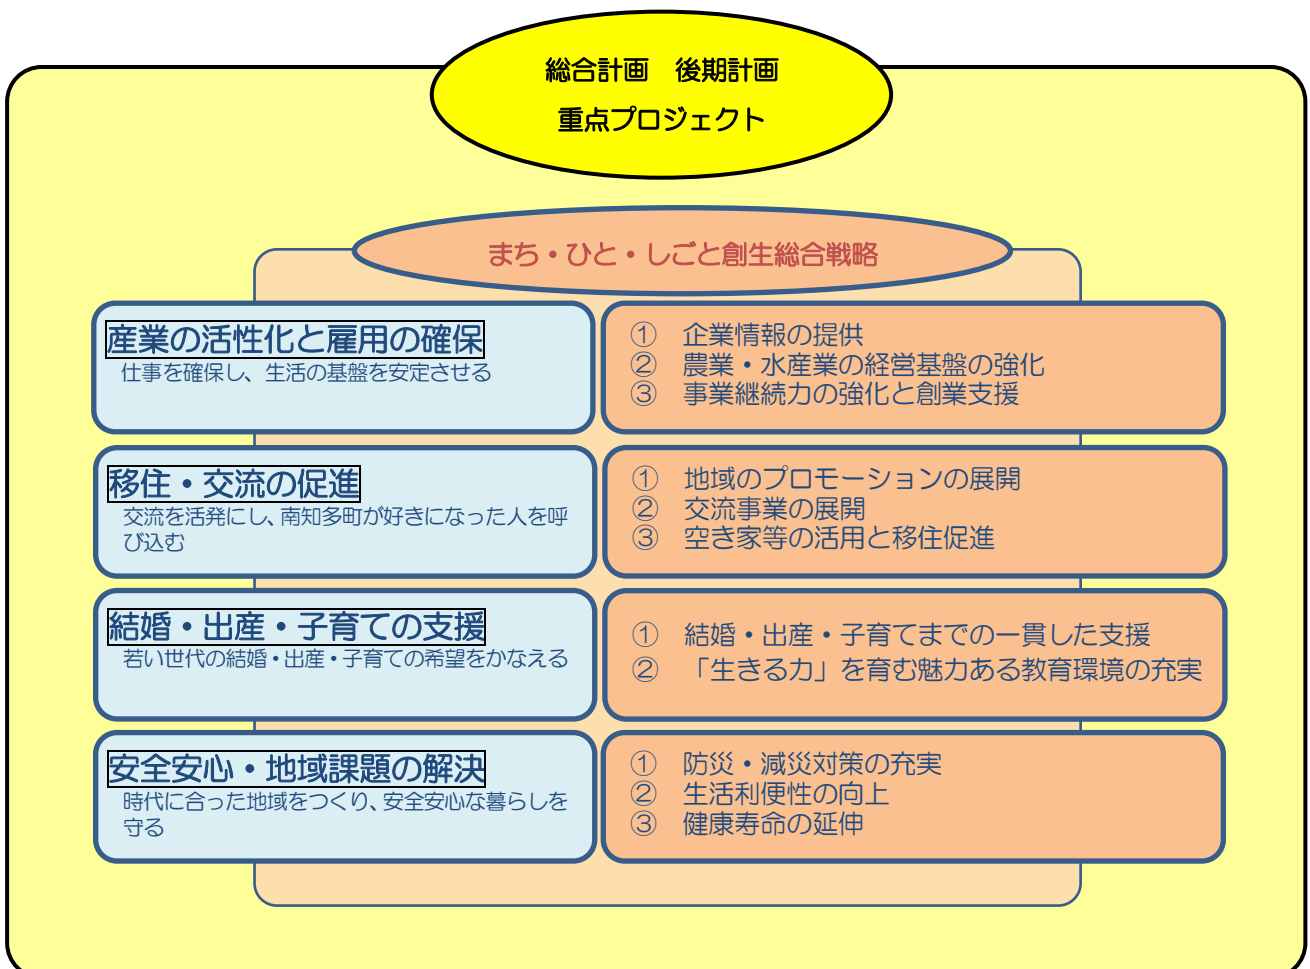 総合計画　後期計画
重点プロジェクト
まち・ひと・しごと創生総合戦略
産業の活性化と雇用の確保
仕事を確保し、生活の基盤を安定させる
①　企業情報の提供
②　農業・水産業の経営基盤の強化
③　事業継続力の強化と創業支援
移住・交流の促進
交流を活発にし、南知多町が好きになった人を呼
び込む
①　地域のプロモーションの展開
②　交流事業の展開
③　空き家等の活用と移住促進
結婚・出産・子育ての支援
若い世代の結婚・出産・子育ての希望をかなえる
①　結婚・出産・子育てまでの一貫した支援
②　「生きる力」を育む魅力ある教育環境の充実
安全安心・地域課題の解決
時代に合った地域をつくり、安全安心な暮らしを
守る
①　防災・減災対策の充実
②　生活利便性の向上
③　健康寿命の延伸